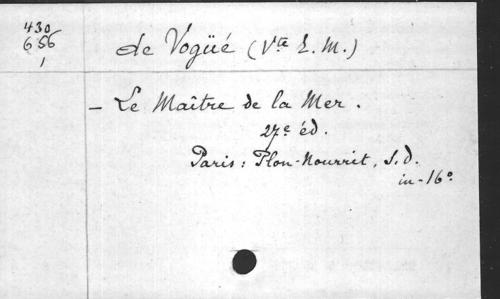 430
656
1
de Vogüé (Vte E. M.)
- Le Maître de la Mer.
27e éd.
Paris: Plon-Nourrit, S.d.
in-16°